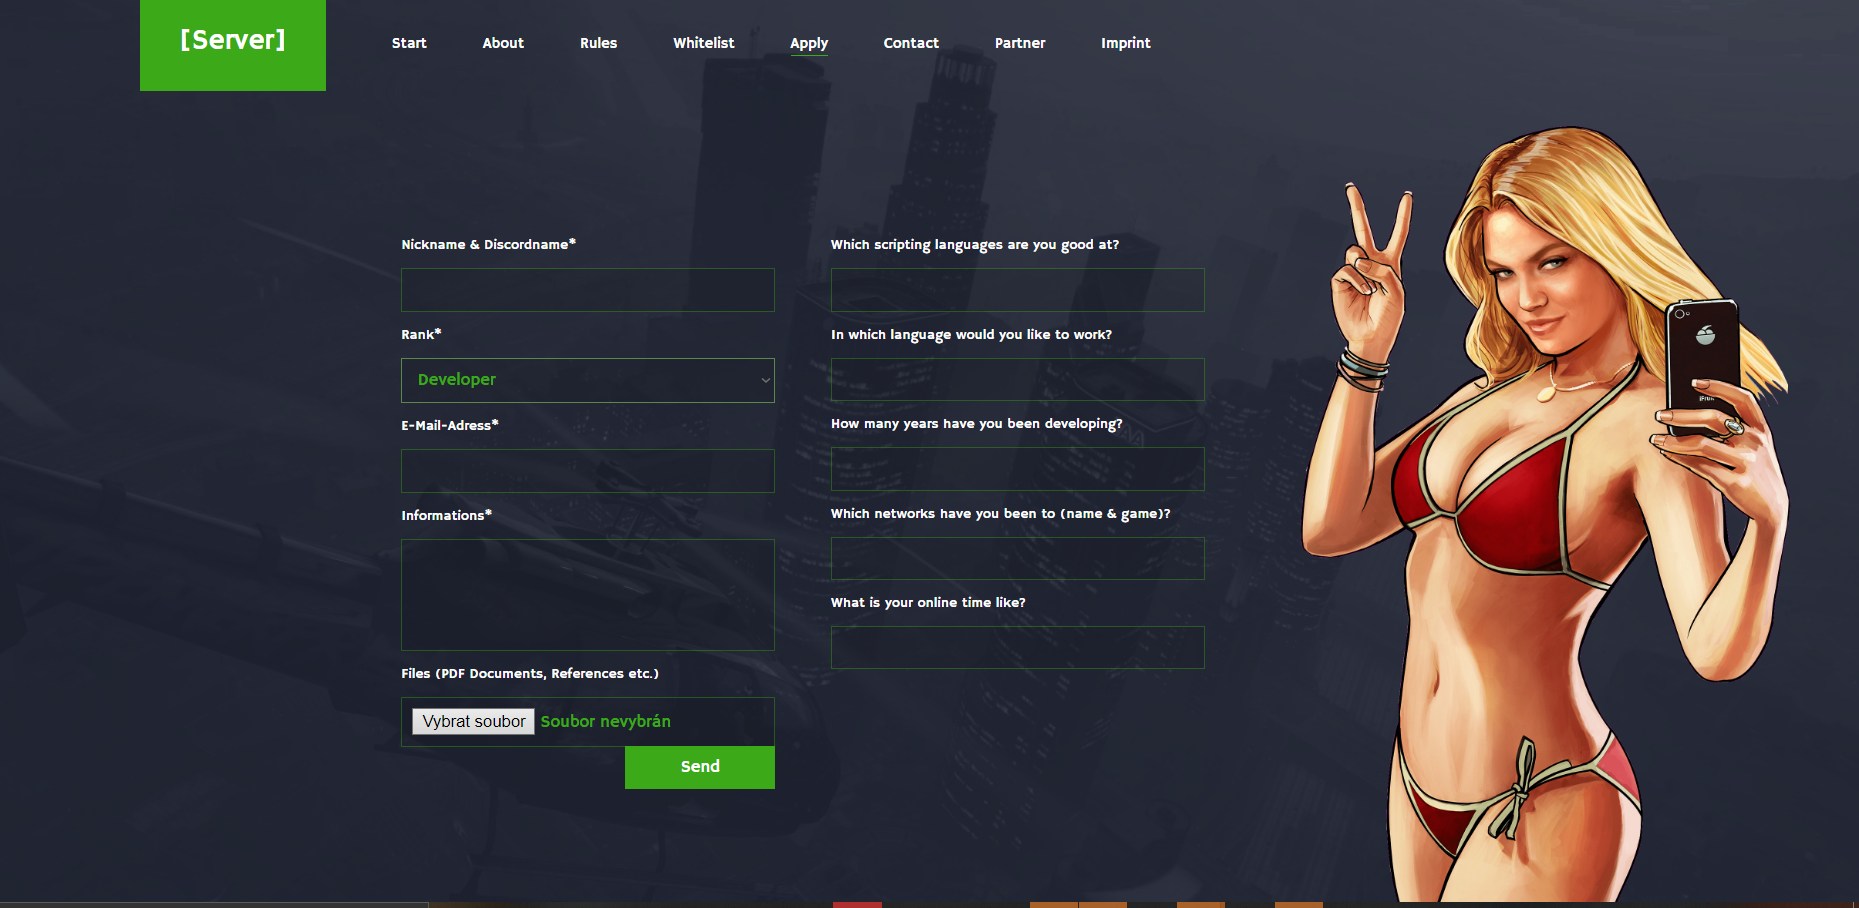 [Server]
Start About Rules Whitelist Apply Contact Partner Imprint
Nickname & Discordname*
Rank*
Developer
E-Mail-Adress*
Informations*
Files (PDF Documents, References etc.)
Vybrat soubor Soubor nevybrán
Send
Which scripting languages are you good at?
In which language would you like to work?
How many years have you been developing?
Which networks have you been to (name & game)?
What is your online time like?